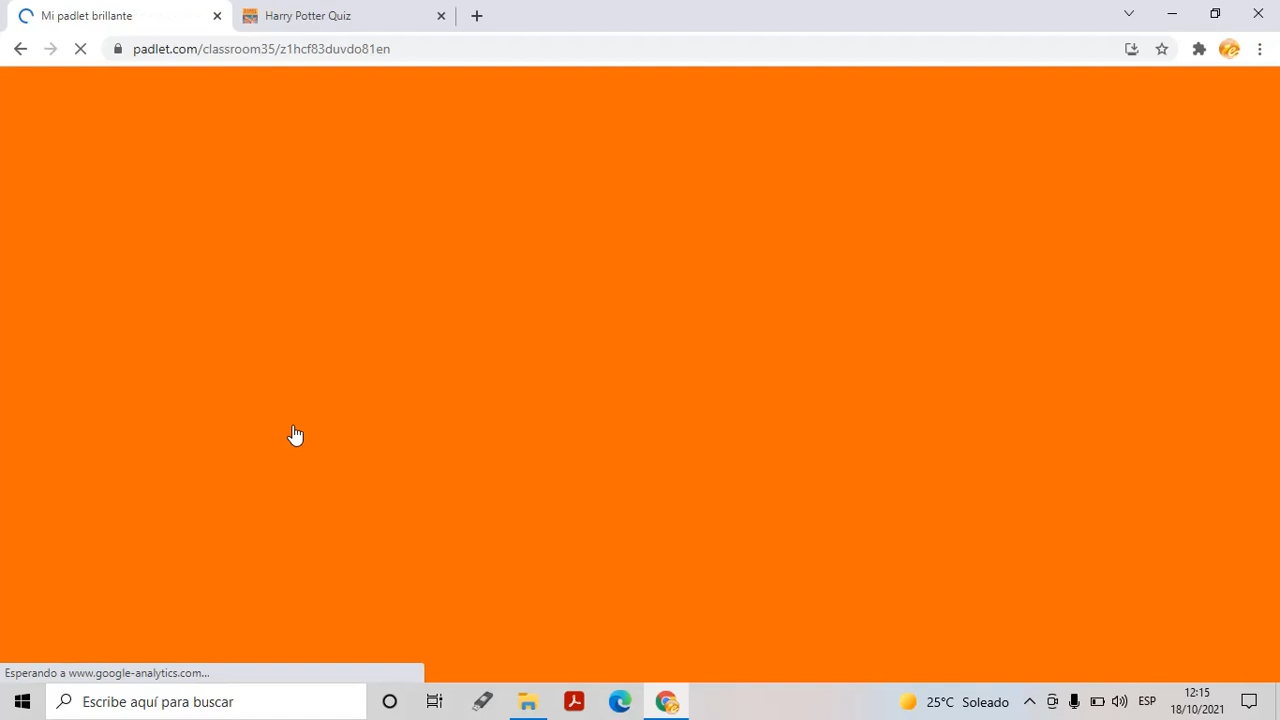 Mi padlet brillante
Harry Potter Quiz
padlet.com/classroom35/z1hcf83duvdo81en
Esperando a www.google-analytics.com...
Escribe aquí para buscar
25°C Soleado
ESP
12:15
18/10/2021